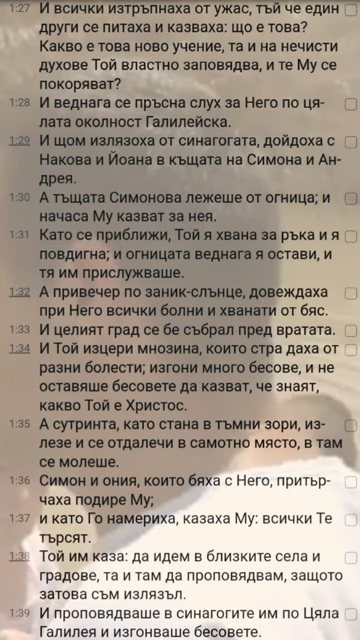 1:27 И всички изтръпнаха от ужас, тъй че един
други се питаха и казваха: що е това?
Какво е това ново учение, та и на нечисти
духове Той властно заповядва, и те Му се
покоряват?
1:28 И веднага се пръсна слух за Него по ця-
лата околност Галилейска.
1:29 И щом излязоха от синагогата, дойдоха с
Накова и Йоана в къщата на Симона и Ан-
дрея.
1:30 А тъщата Симонова лежеше от огница; и
начаса Му казват за нея.
1:31 Като се приближи, Той я хвана за ръка и я
повдигна; и огницата веднага я остави, и
тя им прислужваше.
1:32 А привечер по заник-слънце, довеждаха
при Него всички болни и хванати от бяс.
1:33 И целият град се бе събрал пред вратата.
1:34 И Той изцери мнозина, които стра даха от
разни болести; изгони много бесове, и не
оставяше бесовете да казват, че знаят,
какво Той е Христос.
1:35 А сутринта, като стана в тъмни зори, из-
лезе и се отдалечи в самотно място, в там
се молеше.
1:36 Симон и ония, които бяха с Него, притър-
чаха подире Му;
1:37 и като Го намериха, казаха Му: всички Те
търсят.
1:38 Той им каза: да идем в близките села и
градове, та и там да проповядвам, защото
затова съм излязъл.
1:39 И проповядваше в синагогите им по Цяла
Галилея и изгонваше бесовете.